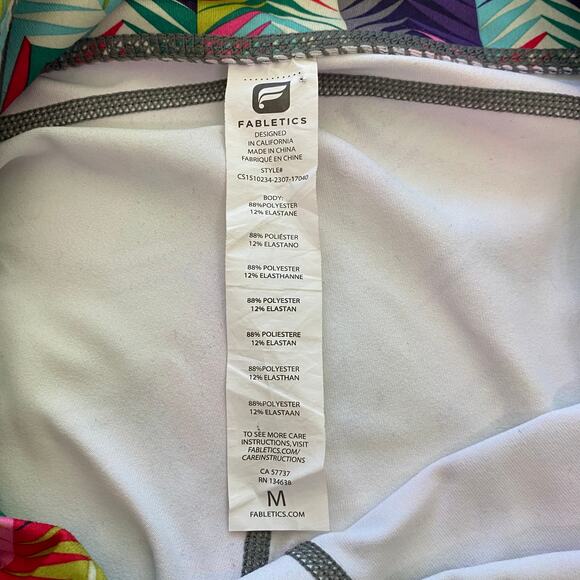 FABLETICS
DESIGNED
IN CALIFORNIA
MADE IN CHINA
FABRIQUÉ EN CHINE
STYLE#
CS1510234-2307-17040
BODY:
88%POLYESTER
12% ELASTANE
88% POLIÉSTER
12% ELASTANO
88% POLYESTER
12% ELASTHANNE
88% POLYESTER
12% ELASTAN
88% POLIESTERE
12% ELASTAN
88% POLYESTER
12% ELASTHAN
88%POLYESTER
12% ELASTAAN
TO SEE MORE CARE
INSTRUCTIONS,VISIT
FABLETICS.COM/
CAREINSTRUCTIONS
CA 57737
RN 134638
M
FABLETICS.COM